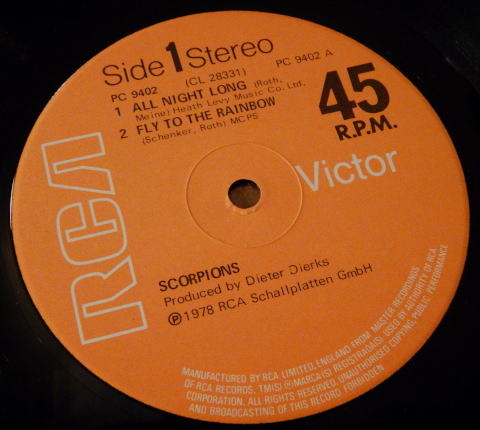 Side 1 Stereo
PC 9402 (CL 28331) PC 9402 A
1 ALL NIGHT LONG (Roth,
Meine) Heath Levy Music Co. Ltd.
2 FLY TO THE RAINBOW
(Schenker, Roth) MCPS
45
R.P.M.
RCA
Victor
SCORPIONS
Produced by Dieter Dierks
Ⓟ 1978 RCA Schallplatten GmbH
MANUFACTURED BY RCA LIMITED, ENGLAND, FROM MASTER RECORDINGS
OF RCA RECORDS, TM(S) ® MARCA(S) REGISTRADA(S) USED BY AUTHORITY OF RCA
CORPORATION. ALL RIGHTS RESERVED. UNAUTHORISED COPYING, PUBLIC PERFORMANCE
AND BROADCASTING OF THIS RECORD FORBIDDEN